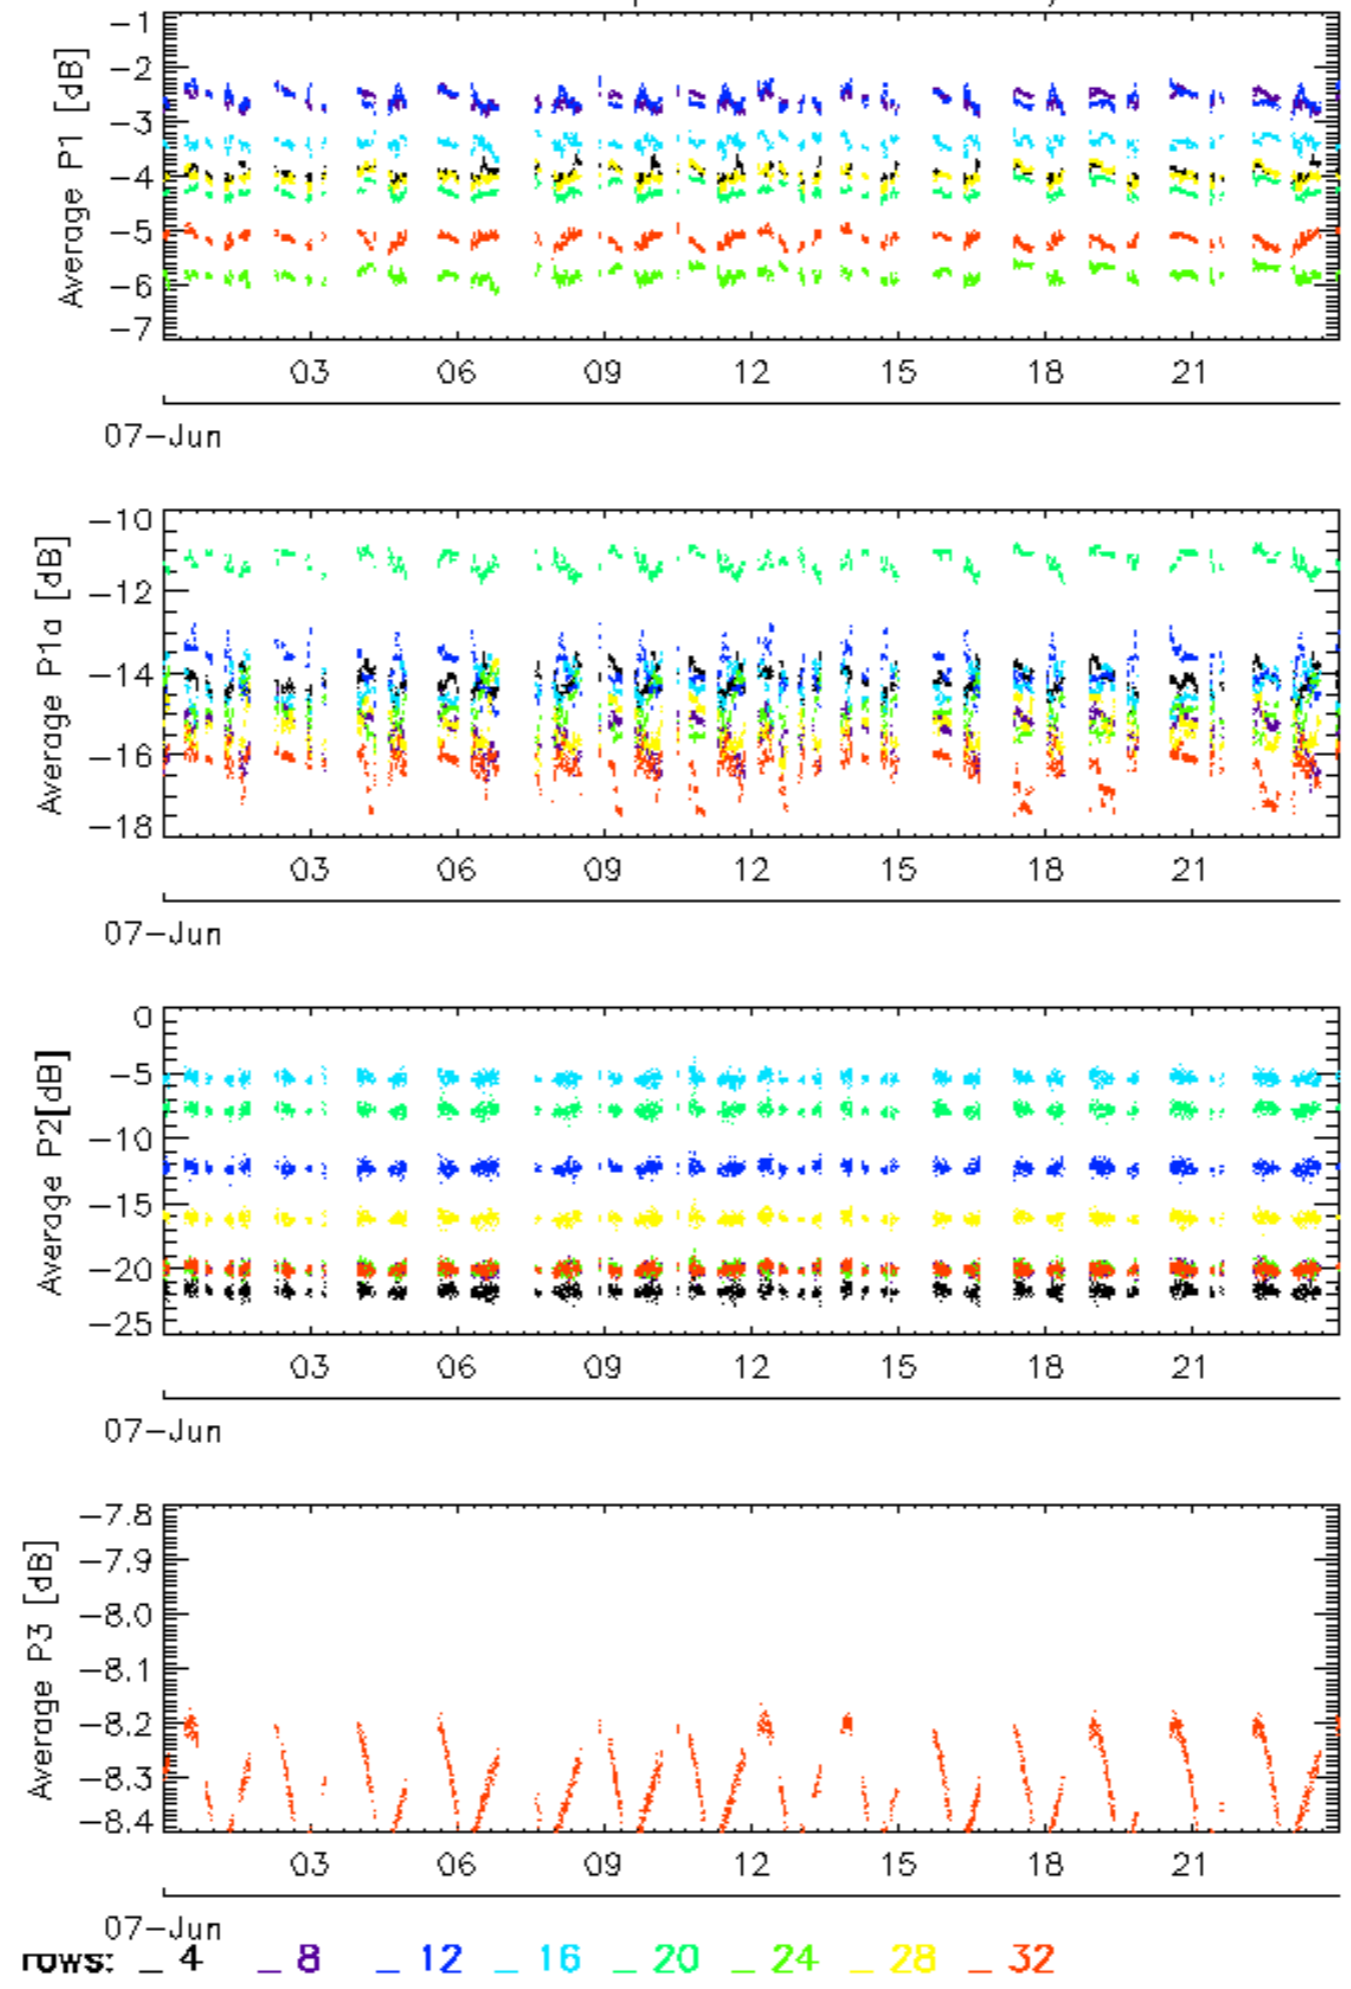 Average P1 [dB]
-1
-2
-3
-4
-5
-6
-7
03 06 09 12 15 18 21
07-Jun
Average P1a [dB]
-10
-12
-14
-16
-18
03 06 09 12 15 18 21
07-Jun
Average P2[dB]
0
-5
-10
-15
-20
-25
03 06 09 12 15 18 21
07-Jun
Average P3 [dB]
-7.8
-7.9
-8.0
-8.1
-8.2
-8.3
-8.4
03 06 09 12 15 18 21
07-Jun
rows: _ 4 _ 8 _ 12 _ 16 _ 20 _ 24 _ 28 _ 32